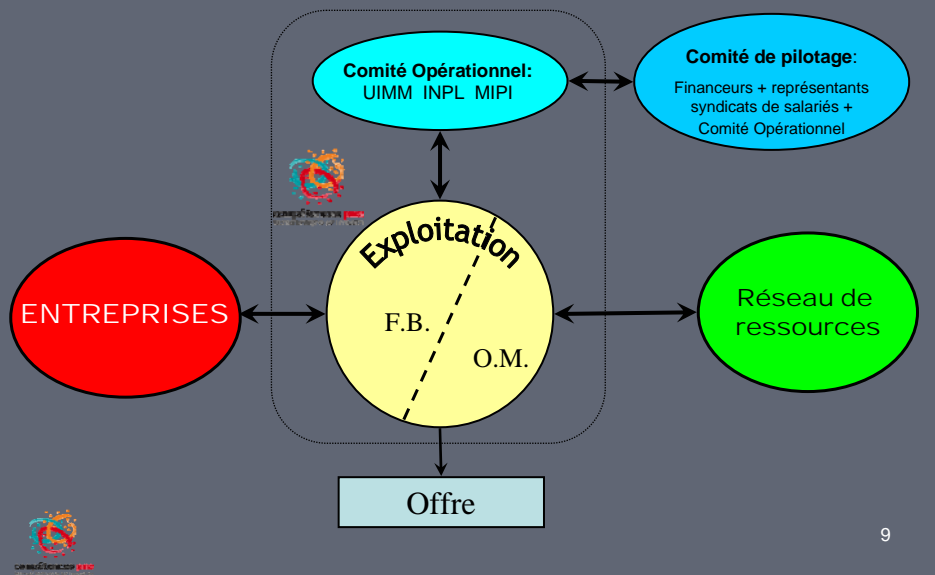 Comité Opérationnel:
UIMM INPL MIPI
Comité de pilotage:
Financeurs + représentants
syndicats de salariés +
Comité Opérationnel
Exploitation
ENTREPRISES
F.B.
O.M.
Réseau de
ressources
Offre
9